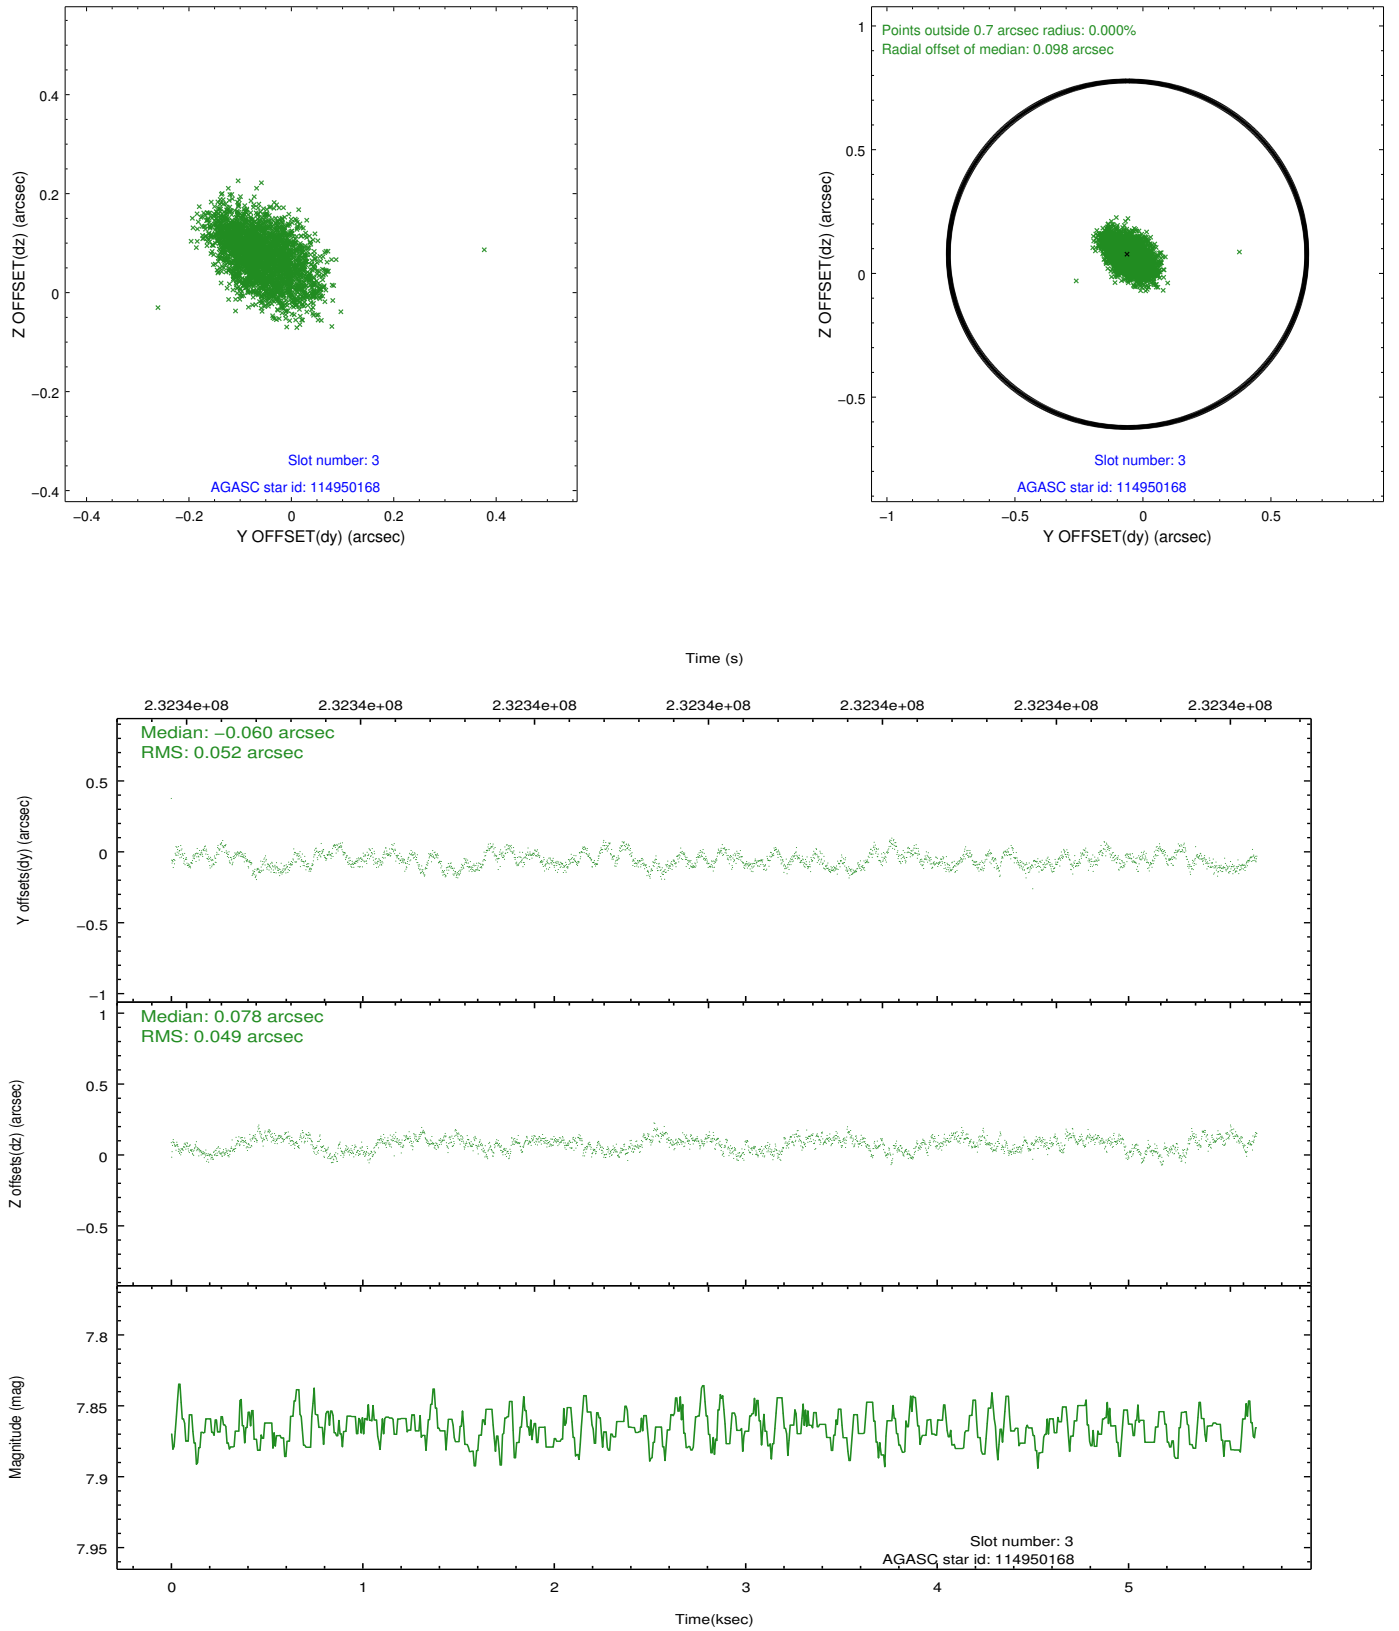 0.4
0.2
0
−0.2
−0.4
Z OFFSET(dz) (arcsec)
Slot number: 3
AGASC star id: 114950168
−0.4 −0.2 0 0.2 0.4
Y OFFSET(dy) (arcsec)
Points outside 0.7 arcsec radius: 0.000%
Radial offset of median: 0.098 arcsec
1
0.5
0
−0.5
Z OFFSET(dz) (arcsec)
Slot number: 3
AGASC star id: 114950168
−1 −0.5 0 0.5
Y OFFSET(dy) (arcsec)
Time (s)
2.3234e+08 2.3234e+08 2.3234e+08 2.3234e+08 2.3234e+08 2.3234e+08 2.3234e+08
Median: −0.060 arcsec
RMS: 0.052 arcsec
0.5
0
−0.5
−1
Y offsets(dy) (arcsec)
Median: 0.078 arcsec
RMS: 0.049 arcsec
1
0.5
0
−0.5
Z offsets(dz) (arcsec)
7.8
7.85
7.9
7.95
Magnitude (mag)
Slot number: 3
AGASC star id: 114950168
0 1 2 3 4 5
Time(ksec)